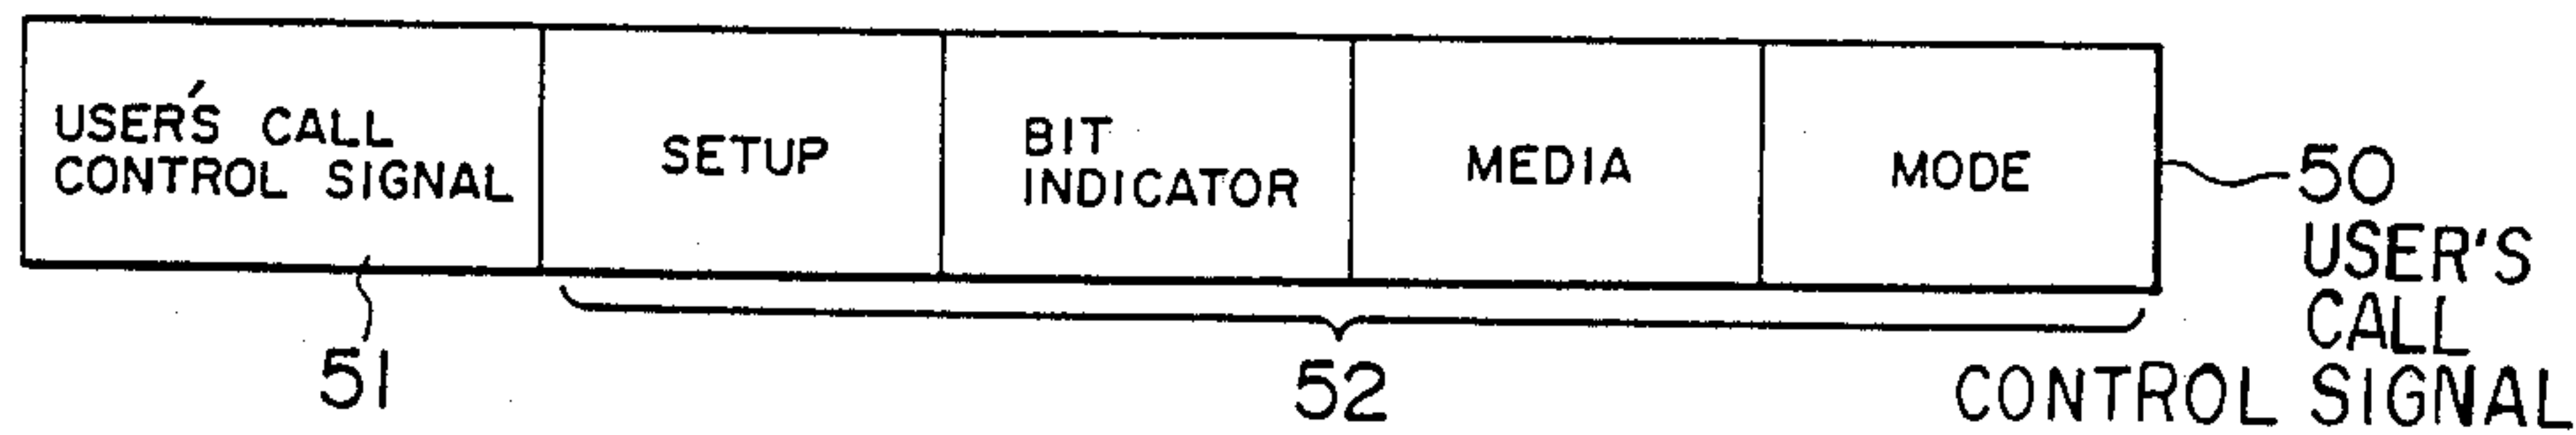 USER'S CALL
CONTROL SIGNAL
SETUP
BIT
INDICATOR
MEDIA
MODE
50
USER'S
CALL
CONTROL SIGNAL
51
52